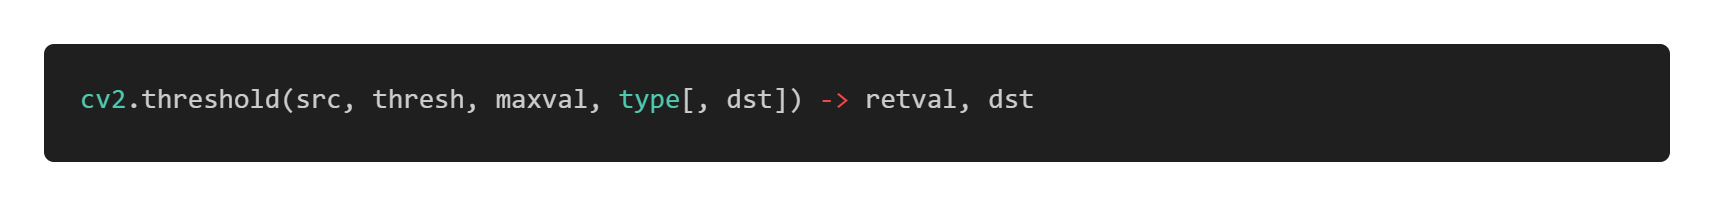 cv2.threshold(src, thresh, maxval, type[, dst]) -> retval, dst